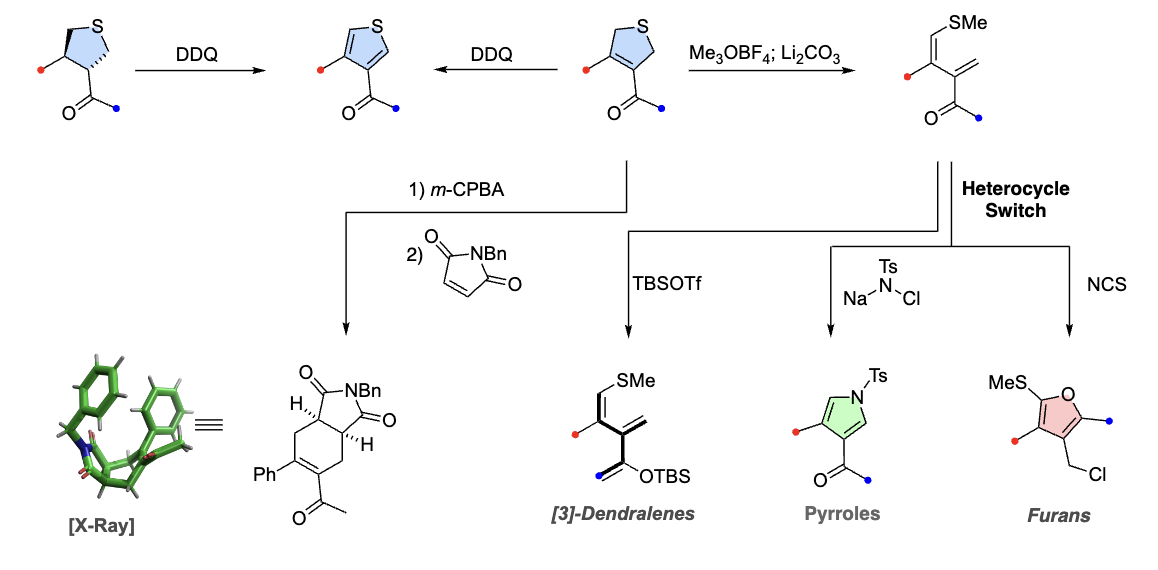 S
DDQ
O
S
O
DDQ
S
O
Me₃OBF₄; Li₂CO₃
SMe
O
1) m-CPBA
2)
O
NBn
O
Heterocycle
Switch
TBSOTf
Ts
Na N Cl
NCS
[X-Ray]
O
NBn
O
H
H
Ph
O
SMe
OTBS
[3]-Dendralenes
Ts
N
O
Pyrroles
MeS
O
Cl
Furans